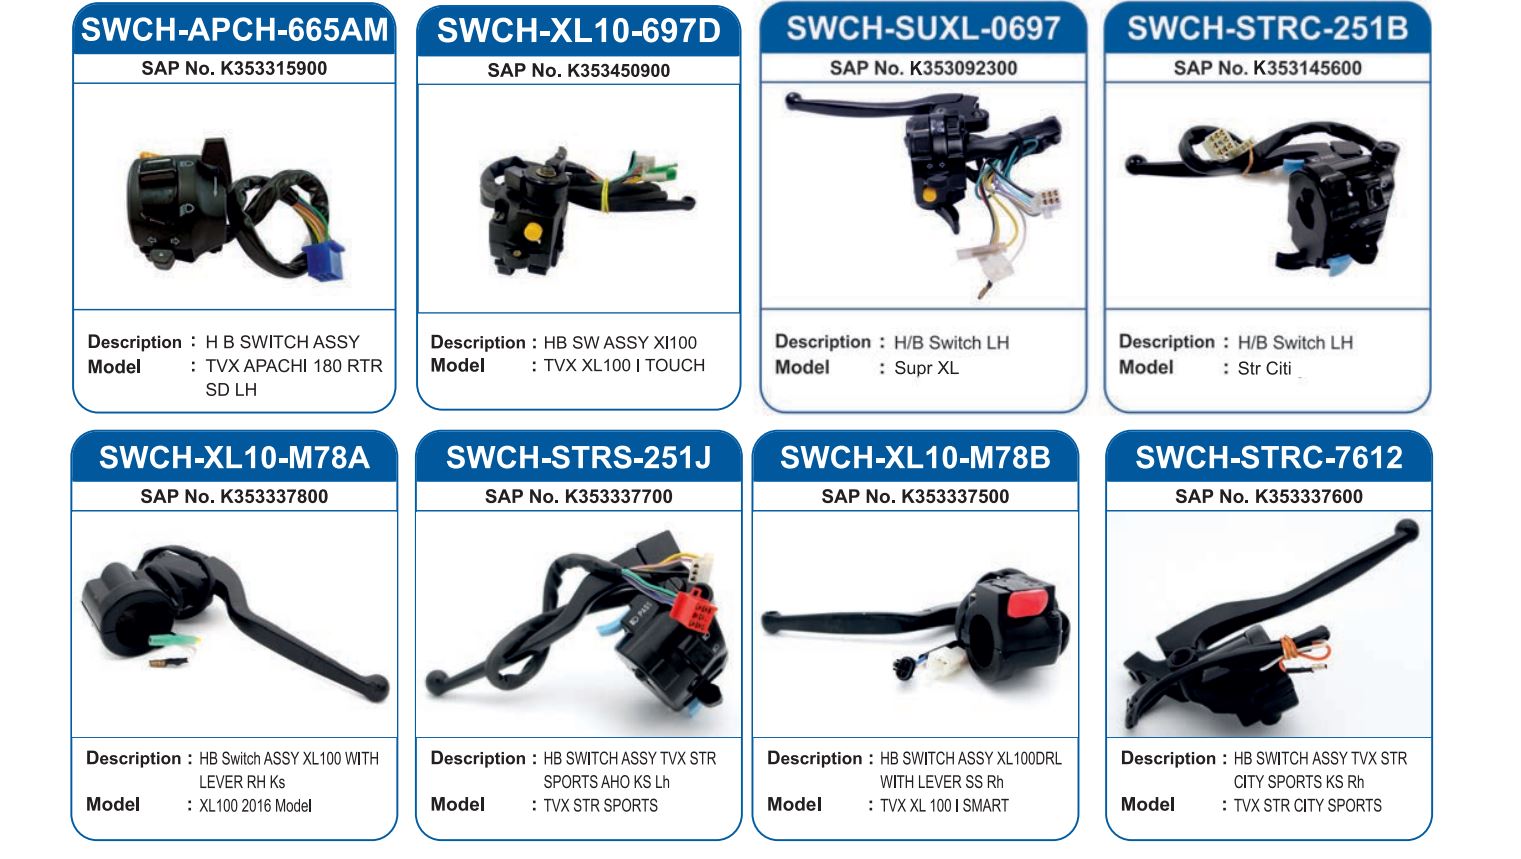 SWCH-APCH-665AM
SAP No. K353315900
Description : H B SWITCH ASSY
Model : TVX APACHI 180 RTR
SD LH
SWCH-XL10-697D
SAP No. K353450900
Description : HB SW ASSY Xl100
Model : TVX XL100 I TOUCH
SWCH-SUXL-0697
SAP No. K353092300
Description : H/B Switch LH
Model : Supr XL
SWCH-STRC-251B
SAP No. K353145600
Description : H/B Switch LH
Model : Str Citi
SWCH-XL10-M78A
SAP No. K353337800
Description : HB Switch ASSY XL100 WITH
LEVER RH Ks
Model : XL100 2016 Model
SWCH-STRS-251J
SAP No. K353337700
PASS
Description : HB SWITCH ASSY TVX STR
SPORTS AHO KS Lh
Model : TVX STR SPORTS
SWCH-XL10-M78B
SAP No. K353337500
Description : HB SWITCH ASSY XL100DRL
WITH LEVER SS Rh
Model : TVX XL 100 I SMART
SWCH-STRC-7612
SAP No. K353337600
Description : HB SWITCH ASSY TVX STR
CITY SPORTS KS Rh
Model : TVX STR CITY SPORTS